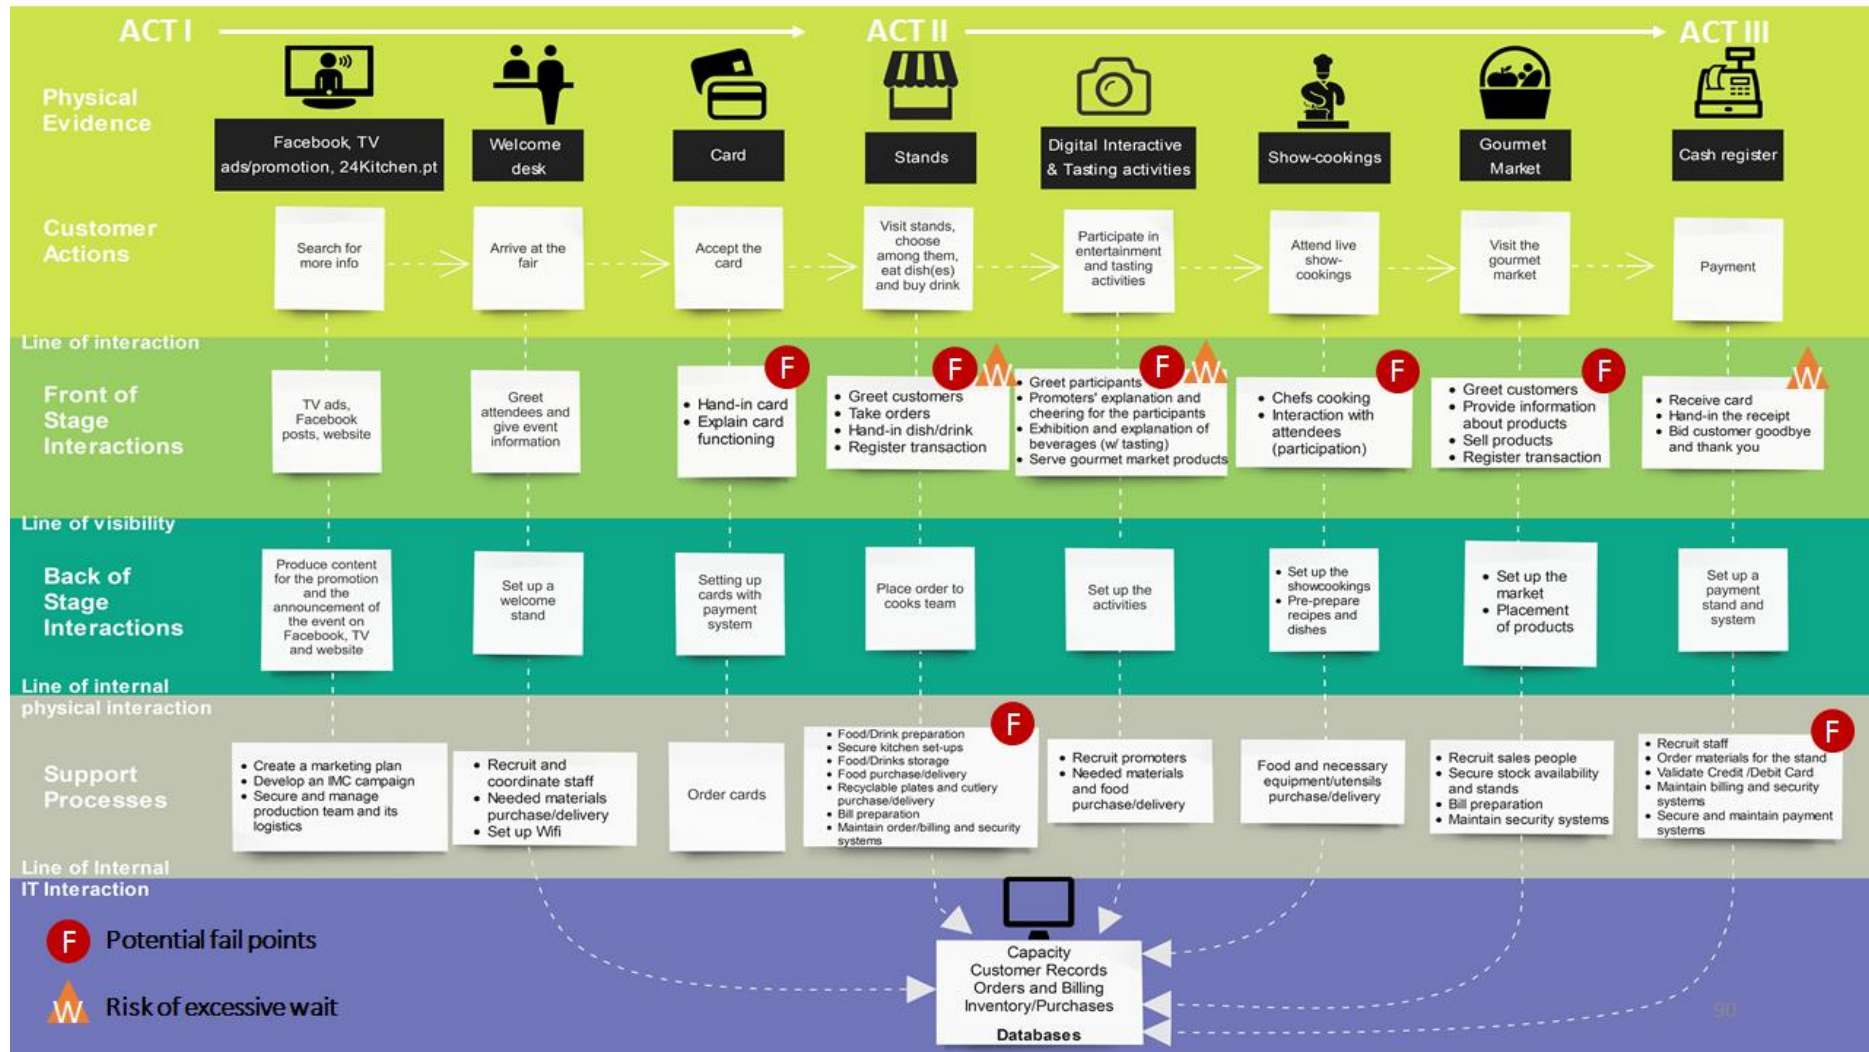 ACT I
ACT II
ACT III
Physical
Evidence
Facebook, TV
ads/promotion, 24Kitchen.pt
Welcome
desk
Card
Stands
Digital Interactive
& Tasting activities
Show-cookings
Gourmet
Market
Cash register
Customer
Actions
Search for
more info
Arrive at the
fair
Accept the
card
Visit stands,
choose
among them,
eat dish(es)
and buy drink
Participate in
entertainment
and tasting
activities
Attend live
show-
cookings
Visit the
gourmet
market
Payment
Line of interaction
Front of
Stage
Interactions
TV ads,
Facebook
posts, website
Greet
attendees and
give event
information
F
• Hand-in card
• Explain card
functioning
F
W
• Greet customers
• Take orders
• Hand-in dish/drink
• Register transaction
F
W
• Greet participants
• Promoters' explanation and
cheering for the participants
• Exhibition and explanation of
beverages (w/ tasting)
• Serve gourmet market products
F
• Chefs cooking
• Interaction with
attendees
(participation)
F
• Greet customers
• Provide information
about products
• Sell products
• Register transaction
W
• Receive card
• Hand-in the receipt
• Bid customer goodbye
and thank you
Line of visibility
Back of
Stage
Interactions
Produce content
for the promotion
and the
announcement of
the event on
Facebook, TV
and website
Set up a
welcome
stand
Setting up
cards with
payment
system
Place order to
cooks team
Set up the
activities
• Set up the
showcookings
• Pre-prepare
recipes and
dishes
• Set up the
market
• Placement
of products
Set up a
payment
stand and
system
Line of internal
physical interaction
Support
Processes
• Create a marketing plan
• Develop an IMC campaign
• Secure and manage
production team and its
logistics
• Recruit and
coordinate staff
• Needed materials
purchase/delivery
• Set up Wifi
Order cards
F
• Food/Drink preparation
• Secure kitchen set-ups
• Food/Drinks storage
• Food purchase/delivery
• Recyclable plates and cutlery
purchase/delivery
• Bill preparation
• Maintain order/billing and security
systems
• Recruit promoters
• Needed materials
and food
purchase/delivery
Food and necessary
equipment/utensils
purchase/delivery
• Recruit sales people
• Secure stock availability
and stands
• Bill preparation
• Maintain security systems
F
• Recruit staff
• Order materials for the stand
• Validate Credit /Debit Card
• Maintain billing and security
systems
• Secure and maintain payment
systems
Line of Internal
IT Interaction
F Potential fail points
W Risk of excessive wait
Capacity
Customer Records
Orders and Billing
Inventory/Purchases
Databases
90